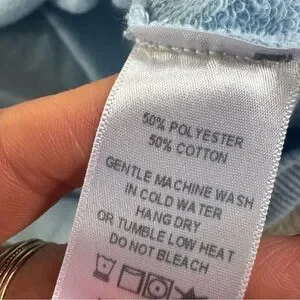 50% POLYESTER
50% COTTON
GENTLE MACHINE WASH
IN COLD WATER
HANG DRY
OR TUMBLE LOW HEAT
DO NOT BLEACH